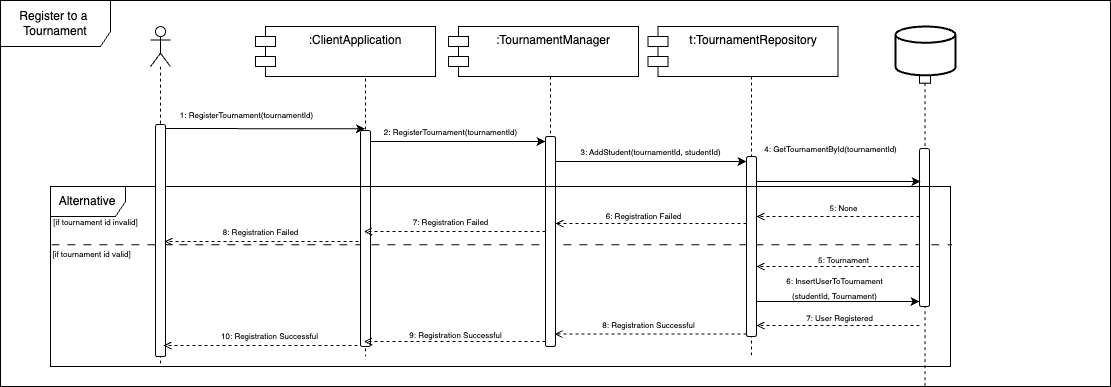 Register to a
Tournament
:ClientApplication
:TournamentManager
t:TournamentRepository
1: RegisterTournament(tournamentId)
2: RegisterTournament(tournamentId)
3: AddStudent(tournamentId, studentId)
4: GetTournamentById(tournamentId)
Alternative
[if tournament id invalid]
5: None
6: Registration Failed
7: Registration Failed
8: Registration Failed
[if tournament id valid]
5: Tournament
6: InsertUserToTournament
(studentId, Tournament)
7: User Registered
8: Registration Successful
9: Registration Successful
10: Registration Successful